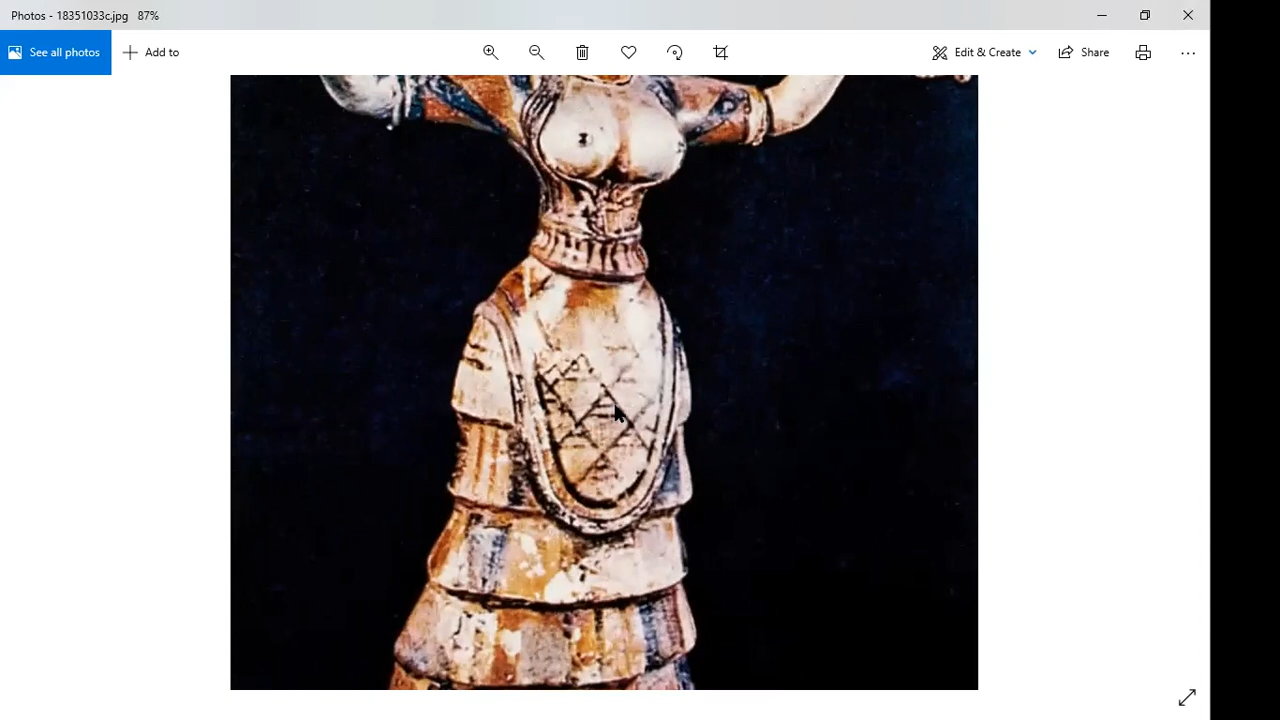 Photos - 18351033c.jpg 87%
See all photos
Add to
Edit & Create
Share